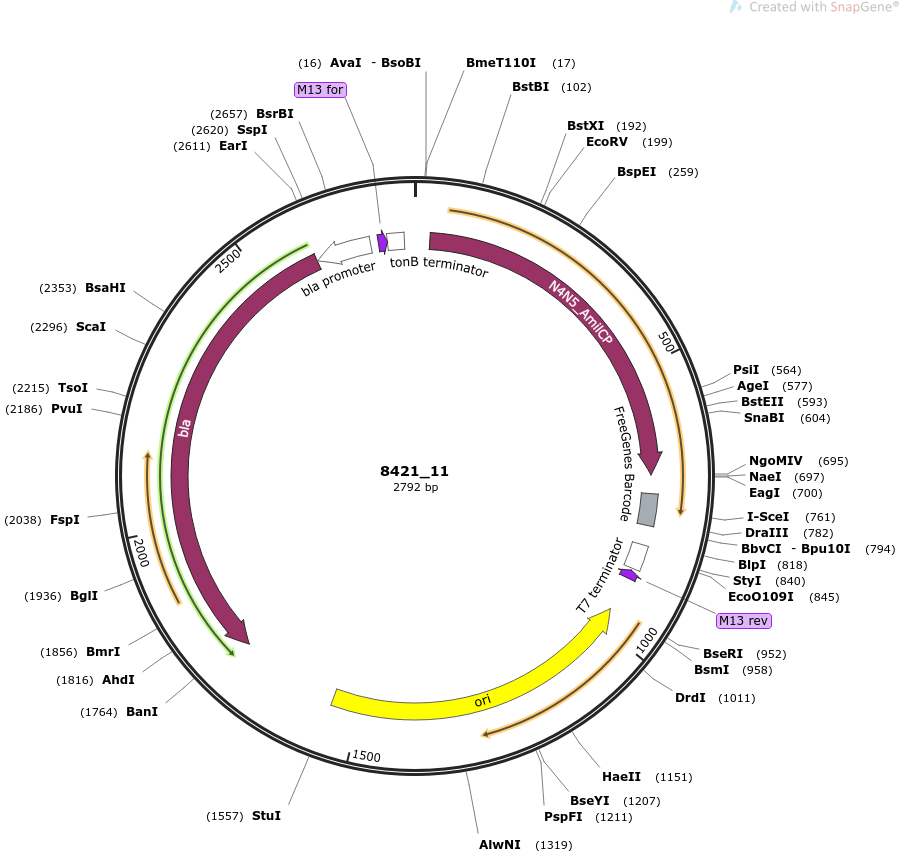 Created with SnapGene®
(16) AvaI - BsoBI
BmeT110I (17)
M13 for
BstBI (102)
(2657) BsrBI
(2620) SspI
(2611) EarI
BstXI (192)
EcoRV (199)
BspEI (259)
bla promoter
tonB terminator
N4N5_AmilCP
2500
500
(2353) BsaHI
(2296) ScaI
(2215) TsoI
(2186) PvuI
bla
PsiI (564)
AgeI (577)
BstEII (593)
SnaBI (604)
FreeGenes Barcode
8421_11
2792 bp
NgoMIV (695)
NaeI (697)
EagI (700)
I-SceI (761)
DraIII (782)
BbvCI - Bpu10I (794)
BlpI (818)
StyI (840)
EcoO109I (845)
(2038) FspI
2000
T7 terminator
(1936) BglI
M13 rev
1000
(1856) BmrI
(1816) AhdI
(1764) BanI
BseRI (952)
BsmI (958)
DrdI (1011)
ori
1500
HaeII (1151)
BseYI (1207)
PspFI (1211)
(1557) StuI
AlwNI (1319)